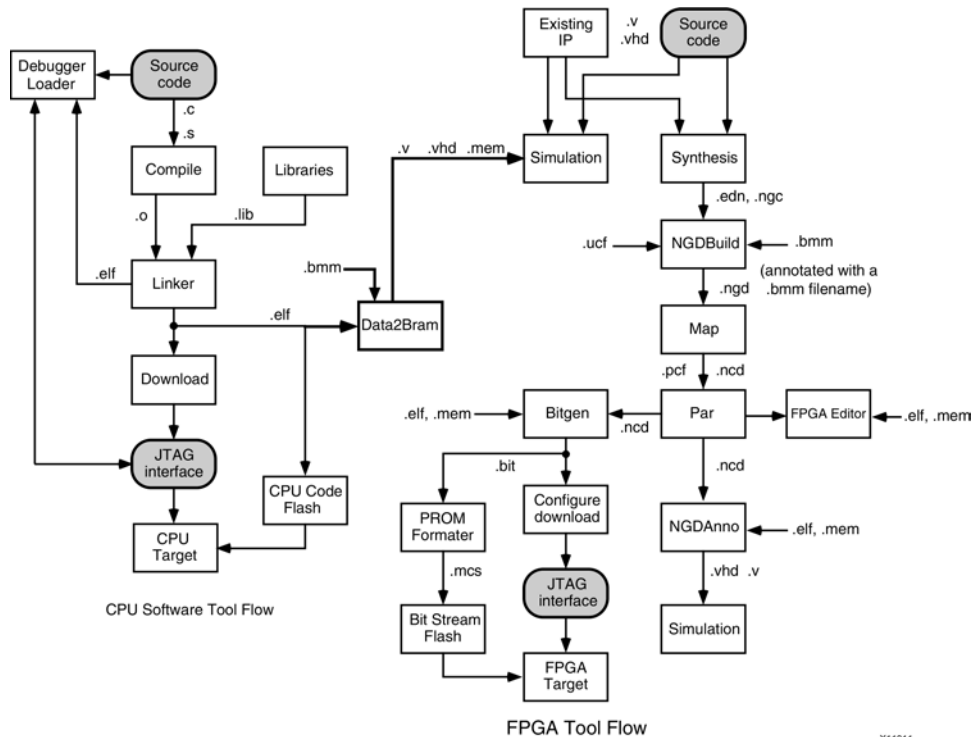 Existing
IP
.v
.vhd
Source
code
Debugger
Loader
Source
code
.c
.s
Compile
Libraries
.v .vhd .mem
Simulation
Synthesis
.edn, .ngc
.o
.lib
.ucf
NGDBuild
.bmm
(annotated with a
.bmm filename)
.elf
Linker
.bmm
.ngd
.elf
Data2Bram
Map
.pcf .ncd
Download
.elf, .mem
Bitgen
.ncd
Par
FPGA Editor
.elf, .mem
.bit
.ncd
JTAG
interface
CPU Code
Flash
PROM
Formater
Configure
download
NGDAnno
.elf, .mem
CPU
Target
.mcs
JTAG
interface
.vhd .v
CPU Software Tool Flow
Bit Stream
Flash
Simulation
FPGA
Target
FPGA Tool Flow